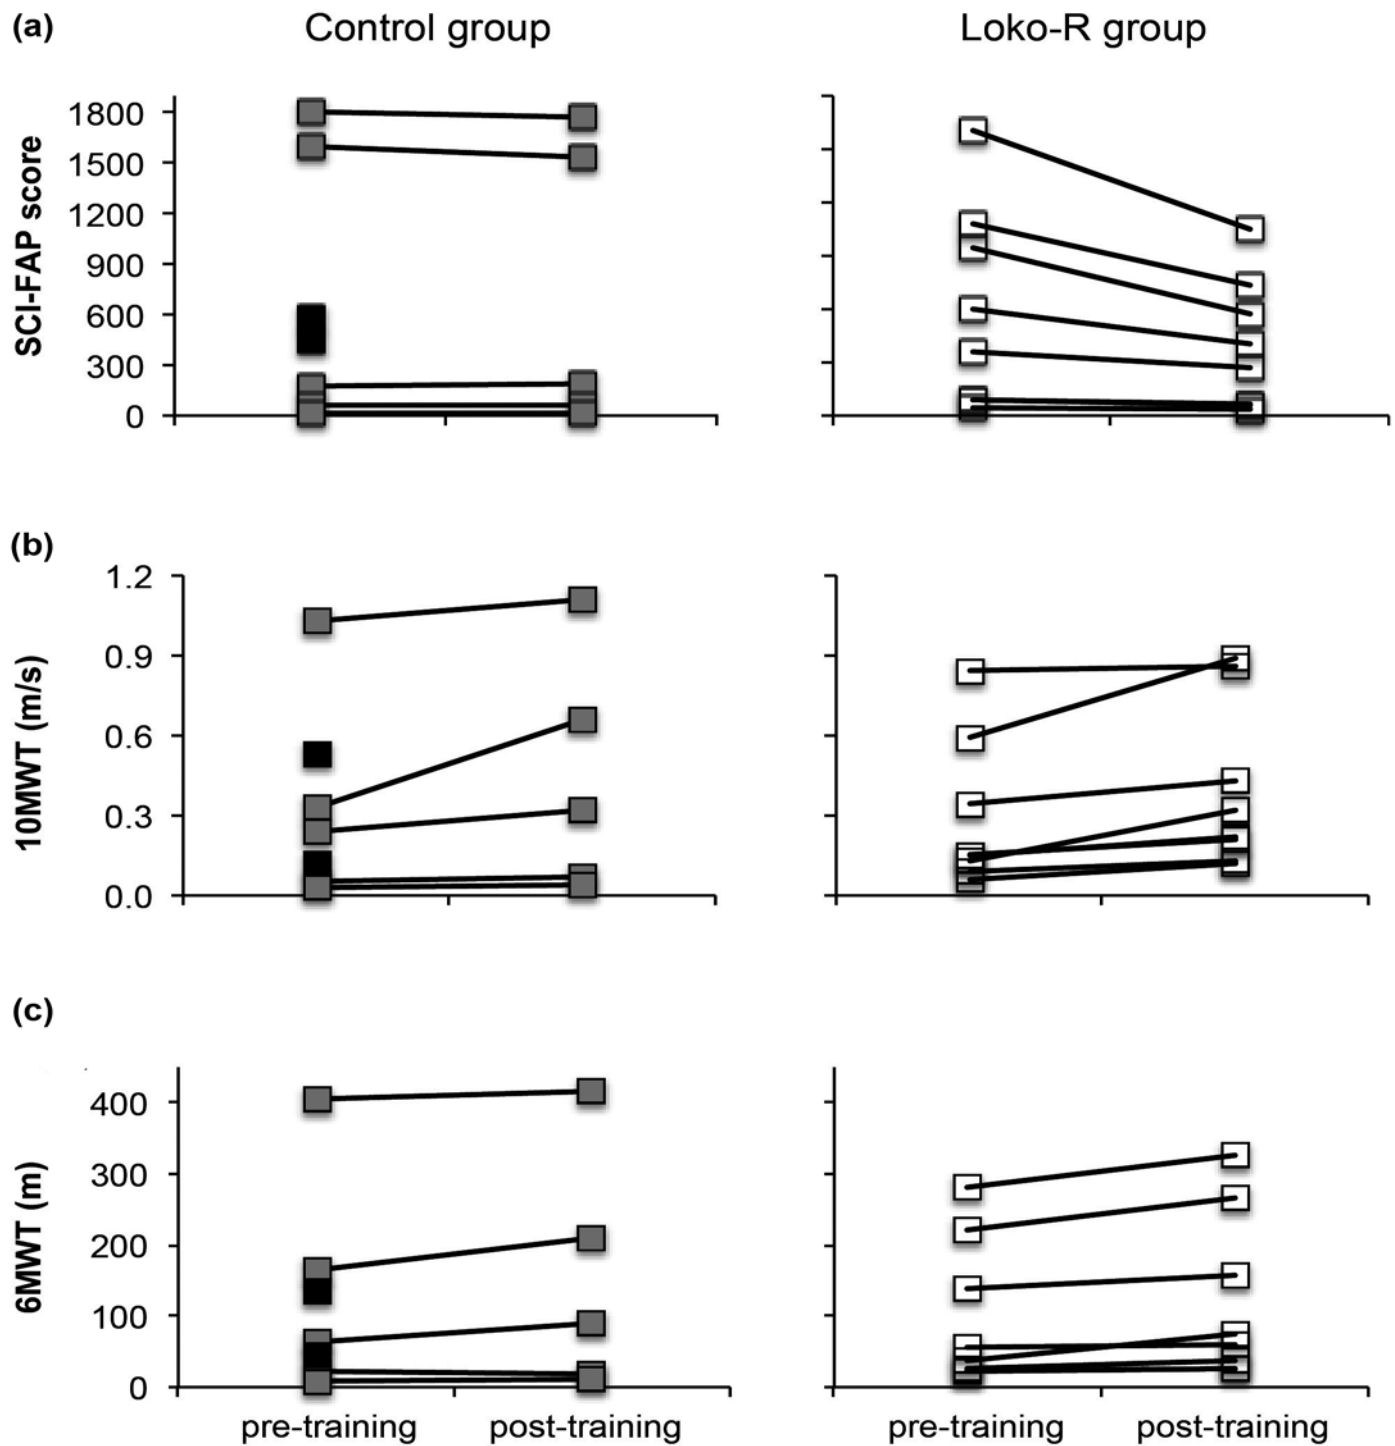 (a)
Control group
Loko-R group
SCI-FAP score
1800
1500
1200
900
600
300
0
(b)
10MWT (m/s)
1.2
0.9
0.6
0.3
0.0
(c)
6MWT (m)
400
300
200
100
0
pre-training
post-training
pre-training
post-training